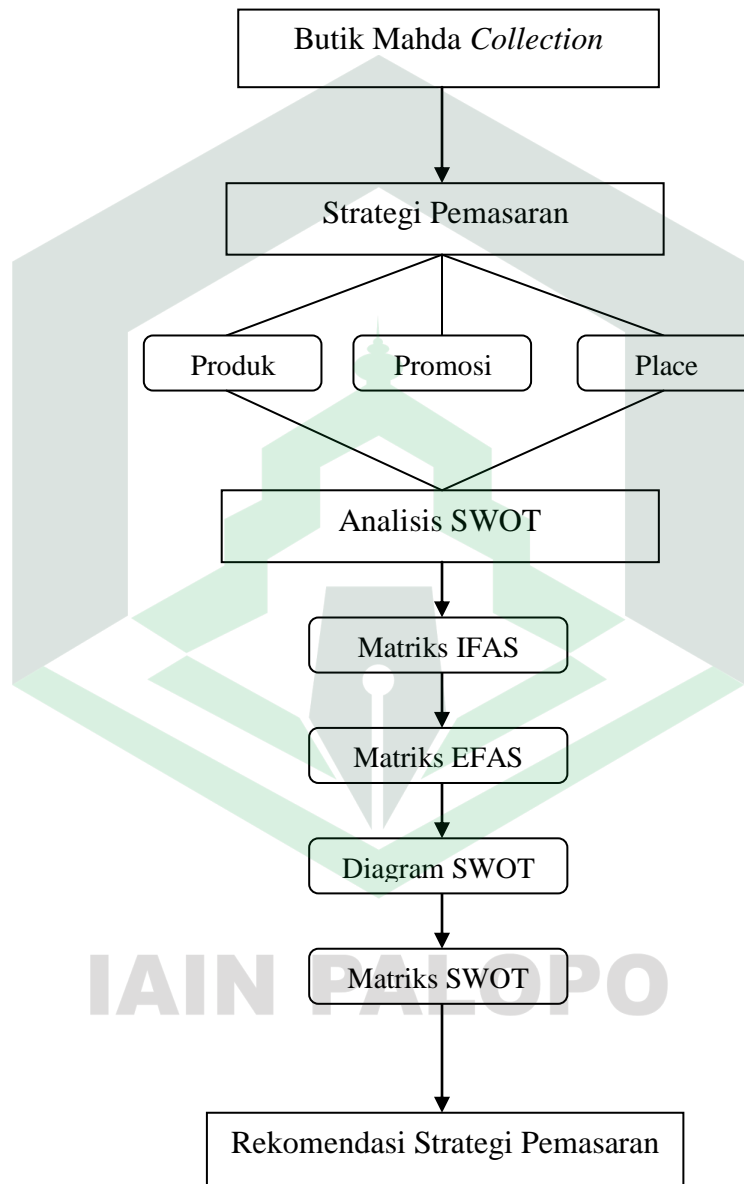 Butik Mahda Collection
Strategi Pemasaran
Produk
Promosi
Place
Analisis SWOT
Matriks IFAS
Matriks EFAS
Diagram SWOT
Matriks SWOT
IAIN PALOPO
Rekomendasi Strategi Pemasaran